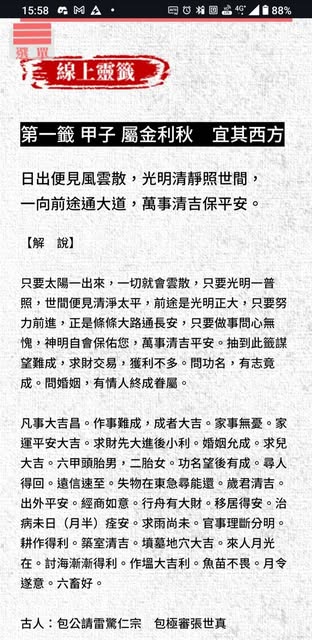 15:58
4G+
88%
選單
線上靈籤
第一籤 甲子 屬金利秋　宜其西方
日出便見風雲散，光明清靜照世間，
一向前途通大道，萬事清吉保平安。
【解　說】
只要太陽一出來，一切就會雲散，只要光明一普
照，世間便見清淨太平，前途是光明正大，只要努
力前進，正是條條大路通長安，只要做事問心無
愧，神明自會保佑您，萬事清吉平安。抽到此籤謀
望難成，求財交易，獲利不多。問功名，有志竟
成。問婚姻，有情人終成眷屬。
凡事大吉昌。作事難成，成者大吉。家事無憂。家
運平安大吉。求財先大進後小利。婚姻允成。求兒
大吉。六甲頭胎男，二胎女。功名望後有成。尋人
得回。遠信速至。失物在東急尋能還。歲君清吉。
出外平安。經商如意。行舟有大財。移居得安。治
病未日（月半）痊安。求雨尚未。官事理斷分明。
耕作得利。築室清吉。墳墓地穴大吉。來人月光
在。討海漸漸得利。作塭大吉利。魚苗不畏。月令
遂意。六畜好。
古人：包公請雷驚仁宗　包極審張世真